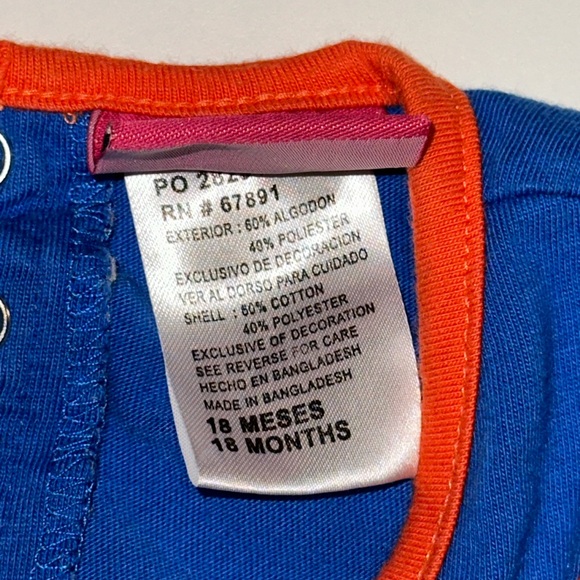 PO
RN # 67891
EXTERIOR : 60% ALGODON
40% POLIESTER
EXCLUSIVO DE DECORACION
VER AL DORSO PARA CUIDADO
SHELL : 60% COTTON
40% POLYESTER
EXCLUSIVE OF DECORATION
SEE REVERSE FOR CARE
HECHO EN BANGLADESH
MADE IN BANGLADESH
18 MESES
18 MONTHS